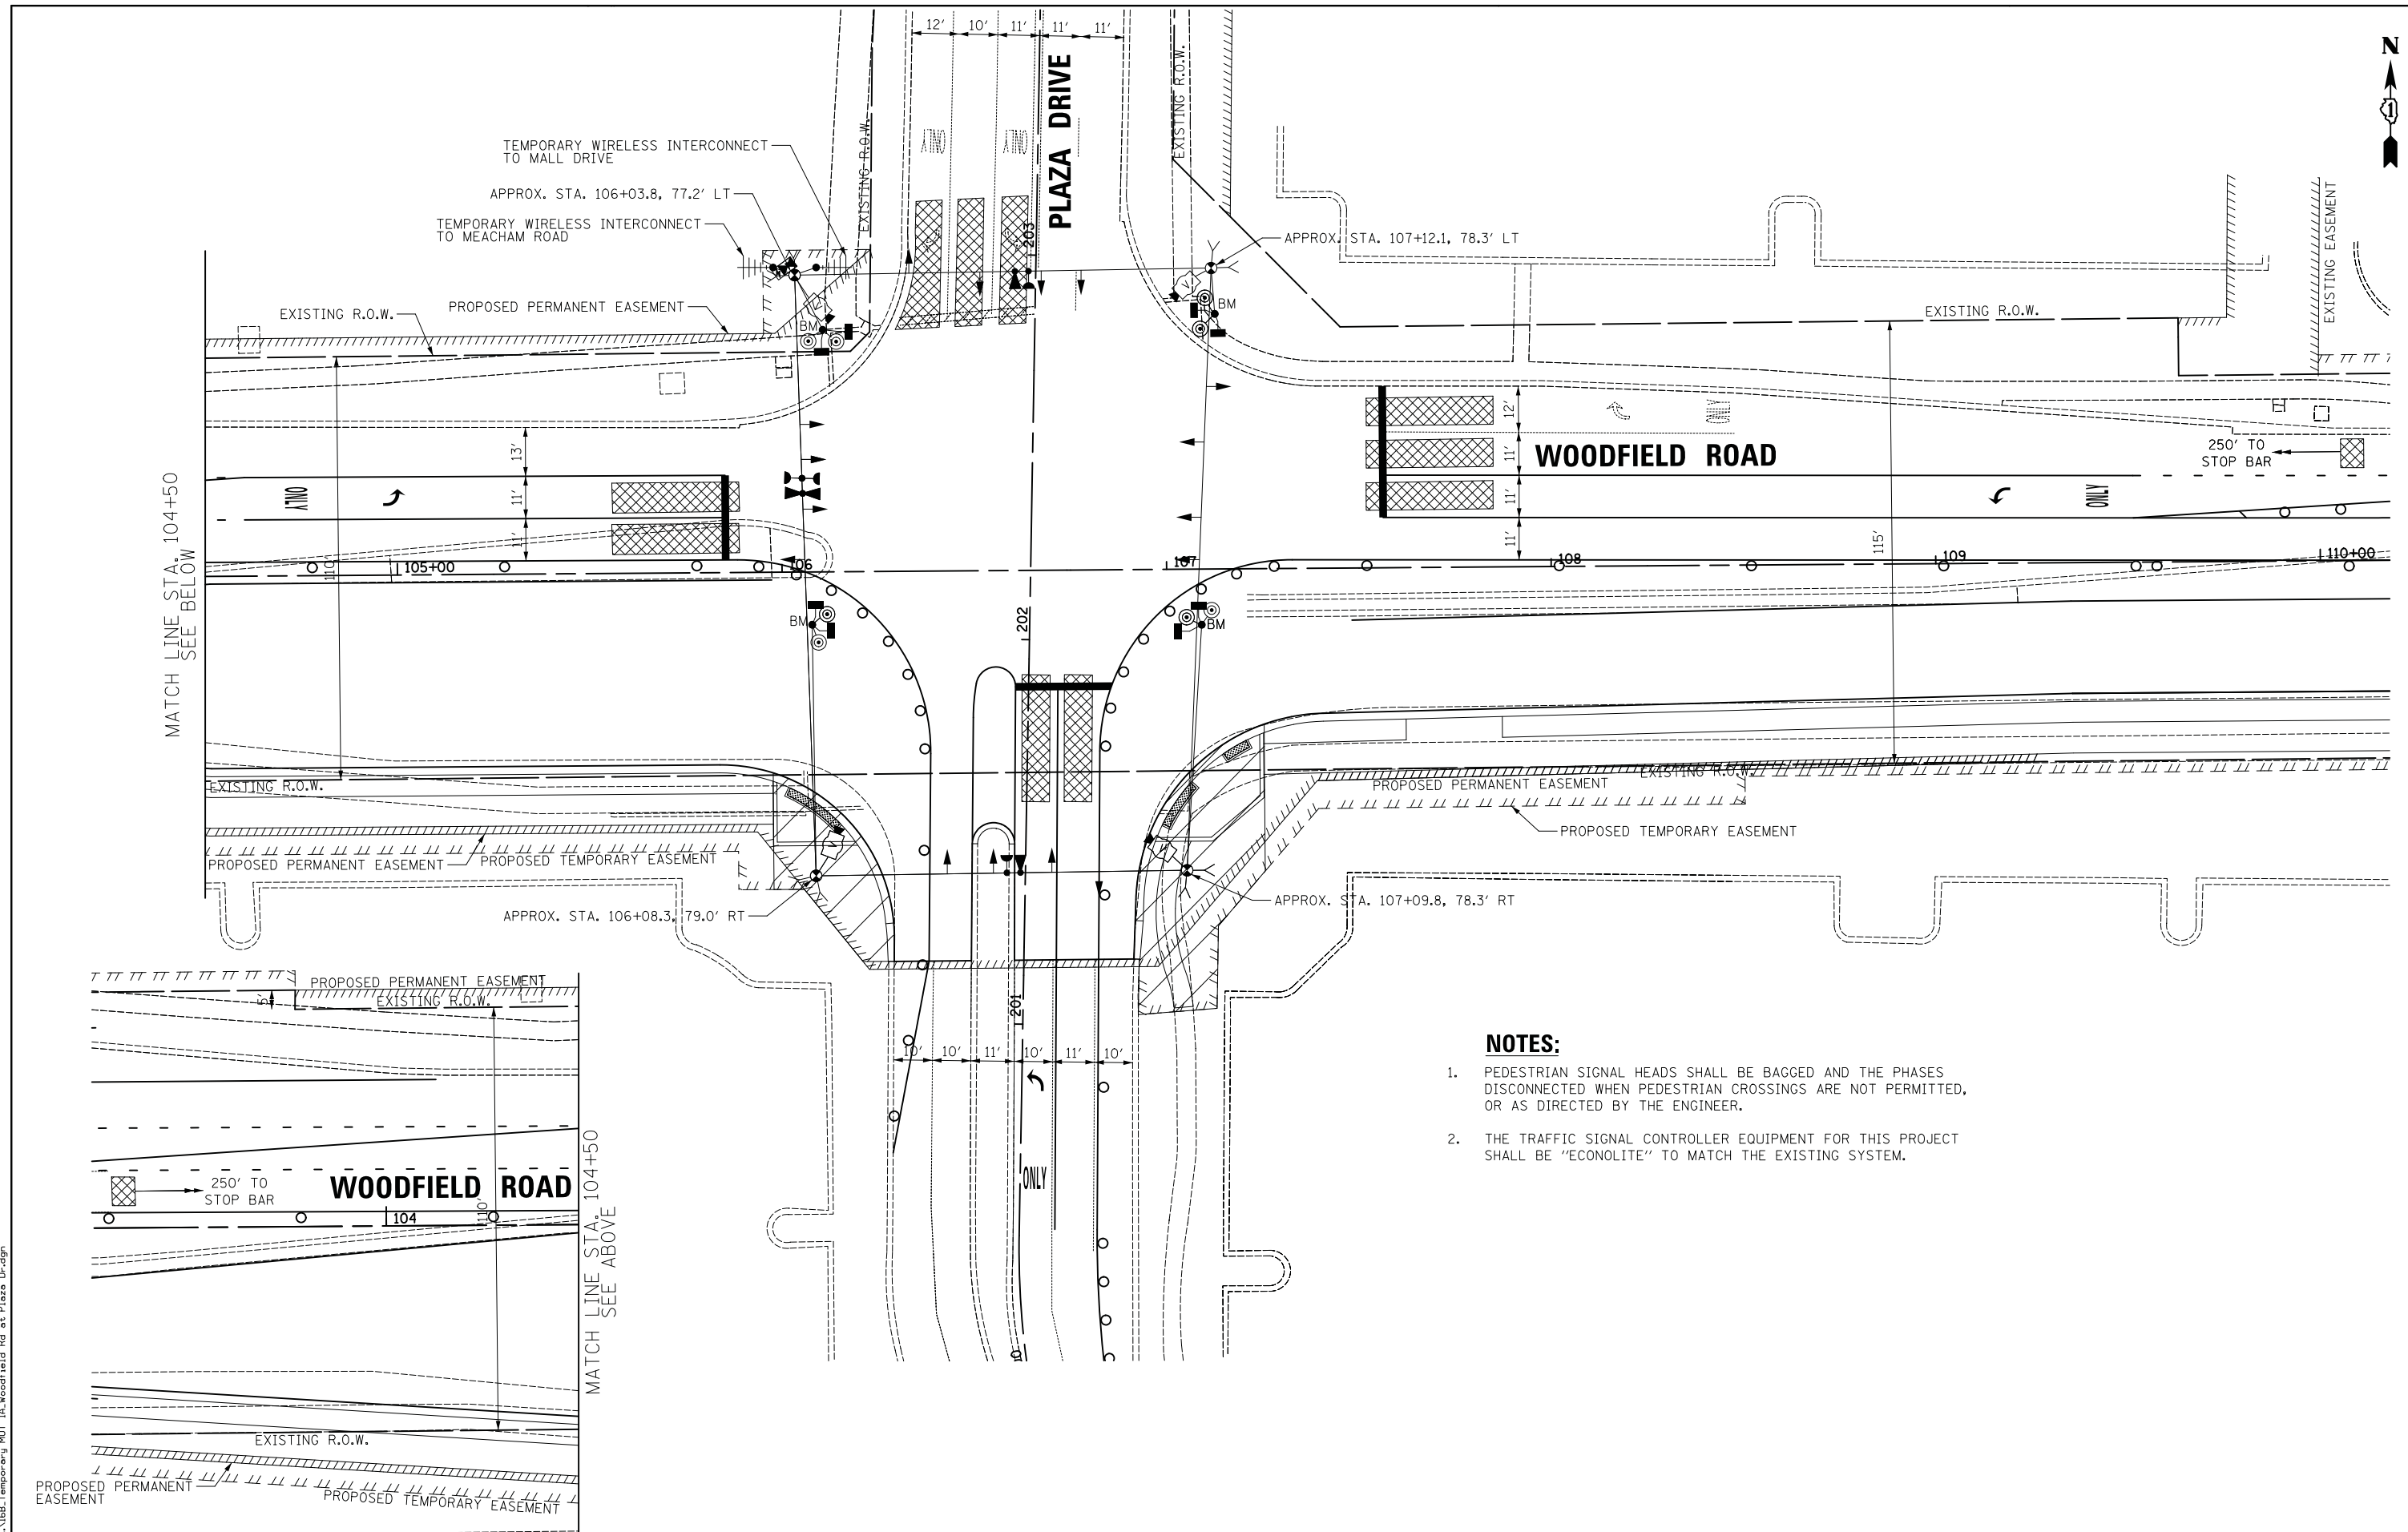 12' 10' 11' 11' 11'
PLAZA DRIVE
EXISTING R.O.W.
EXISTING R.O.W.
N
1
ONLY
ONLY
TEMPORARY WIRELESS INTERCONNECT
TO MALL DRIVE
APPROX. STA. 106+03.8, 77.2' LT
TEMPORARY WIRELESS INTERCONNECT
TO MEACHAM ROAD
203
APPROX. STA. 107+12.1, 78.3' LT
EXISTING EASEMENT
PROPOSED PERMANENT EASEMENT
EXISTING R.O.W.
EXISTING R.O.W.
BM
BM
V
V
MATCH LINE STA. 104+50
SEE BELOW
13'
11'
11'
110'
ONLY
12'
11'
11'
11'
ONLY
WOODFIELD ROAD
ONLY
115'
250' TO
STOP BAR
105+00
106
107
108
109
110+00
BM
BM
202
EXISTING R.O.W.
EXISTING R.O.W.
PROPOSED PERMANENT EASEMENT
PROPOSED TEMPORARY EASEMENT
PROPOSED PERMANENT EASEMENT
PROPOSED TEMPORARY EASEMENT
V
V
APPROX. STA. 106+08.3, 79.0' RT
APPROX. STA. 107+09.8, 78.3' RT
201
10' 10' 11' 10' 11' 10'
ONLY
PROPOSED PERMANENT EASEMENT
EXISTING R.O.W.
5'
250' TO
STOP BAR
WOODFIELD ROAD
104
110'
MATCH LINE STA. 104+50
SEE ABOVE
EXISTING R.O.W.
PROPOSED PERMANENT
EASEMENT
PROPOSED TEMPORARY EASEMENT
NOTES:
1. PEDESTRIAN SIGNAL HEADS SHALL BE BAGGED AND THE PHASES
DISCONNECTED WHEN PEDESTRIAN CROSSINGS ARE NOT PERMITTED,
OR AS DIRECTED BY THE ENGINEER.
2. THE TRAFFIC SIGNAL CONTROLLER EQUIPMENT FOR THIS PROJECT
SHALL BE "ECONOLITE" TO MATCH THE EXISTING SYSTEM.
Woodfield Rd at Plaza Dr.dgn